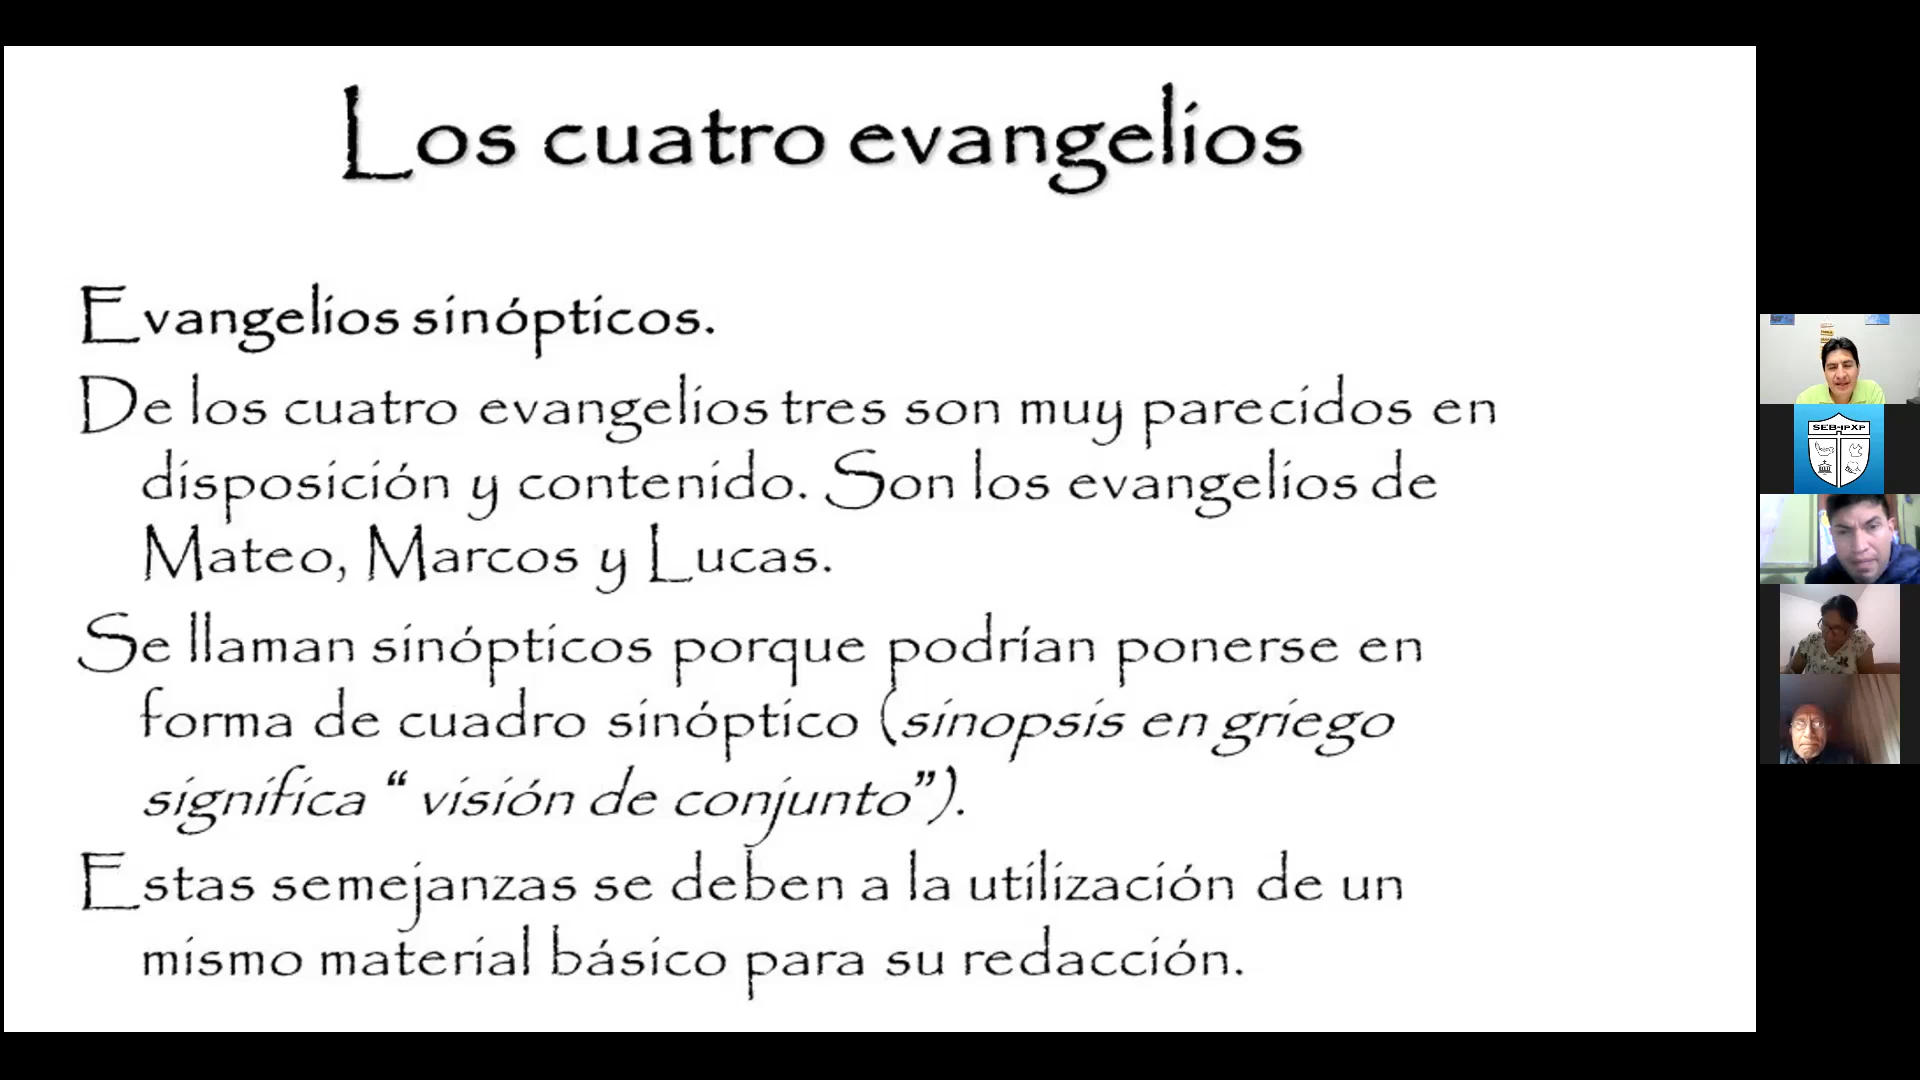 Los cuatro evangelios
Evangelios sinópticos.
De los cuatro evangelios tres son muy parecidos en
disposición y contenido. Son los evangelios de
Mateo, Marcos y Lucas.
Se llaman sinópticos porque podrían ponerse en
forma de cuadro sinóptico (sinopsis en griego
significa “ visión de conjunto”).
Estas semejanzas se deben a la utilización de un
mismo material básico para su redacción.
SEB-IPXP